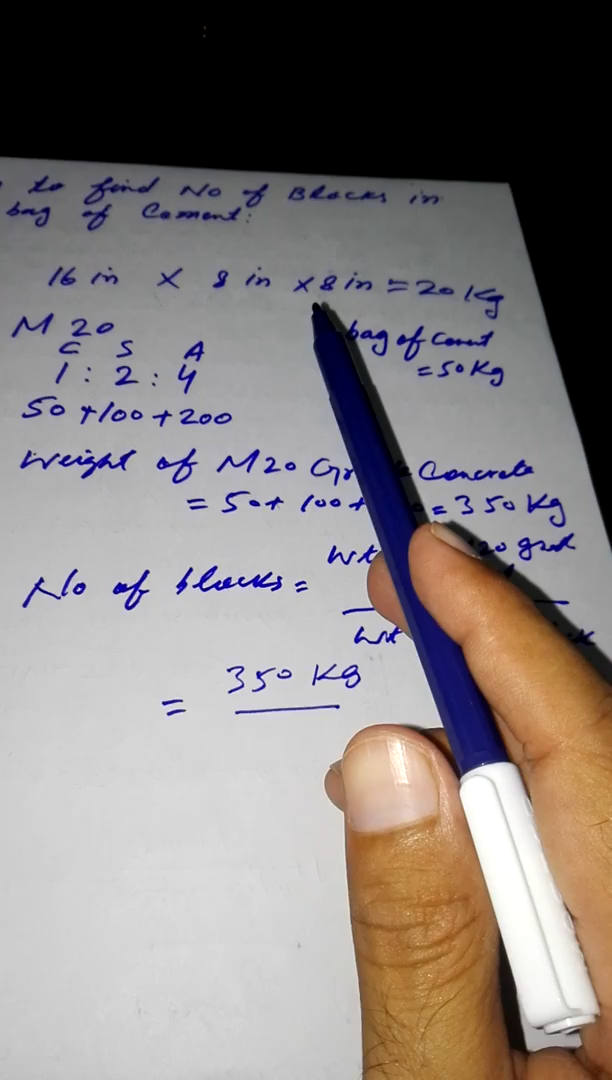 to find No of Blocks in
bag of Cement:
16 in X 8 in X 8 in = 20 Kg
M 20
bag of Cement
C S A
= 50 Kg
1 : 2 : 4
50 + 100 + 200
Weight of M20 Concrete
= 50 + 100 + = 350 Kg
Wt
No of blocks =
Wt
= 350 Kg